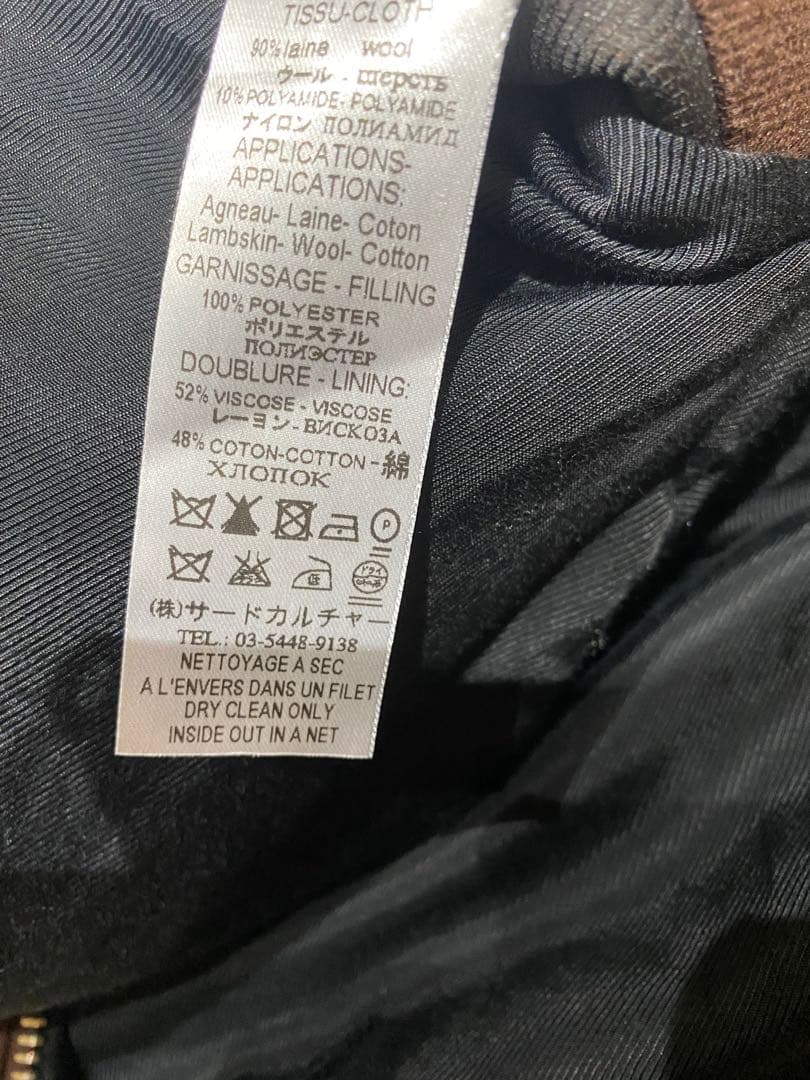 TISSU-CLOTH
90% laine wool
ウール - шерсть
10% POLYAMIDE- POLYAMIDE
ナイロン ПОЛИАМИД
APPLICATIONS-
APPLICATIONS:
Agneau- Laine- Coton
Lambskin- Wool- Cotton
GARNISSAGE - FILLING
100% POLYESTER
ポリエステル
ПОЛИЭСТЕР
DOUBLURE - LINING:
52% VISCOSE - VISCOSE
レーヨン - ВИСКОЗА
48% COTON-COTTON - 綿
ХЛОПОК
P
低 ドライ
(株)サードカルチャー
TEL.: 03-5448-9138
NETTOYAGE A SEC
A L'ENVERS DANS UN FILET
DRY CLEAN ONLY
INSIDE OUT IN A NET